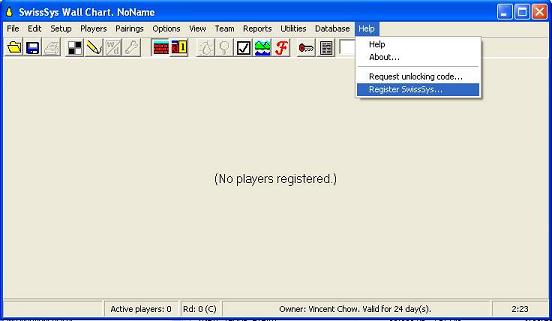 SwissSys Wall Chart. NoName
File Edit Setup Players Pairings Options View Team Reports Utilities Database Help
Help
About...
Request unlocking code...
Register SwissSys...
(No players registered.)
Active players: 0 Rd: 0 (C) Owner: Vincent Chow. Valid for 24 day(s). 2:23